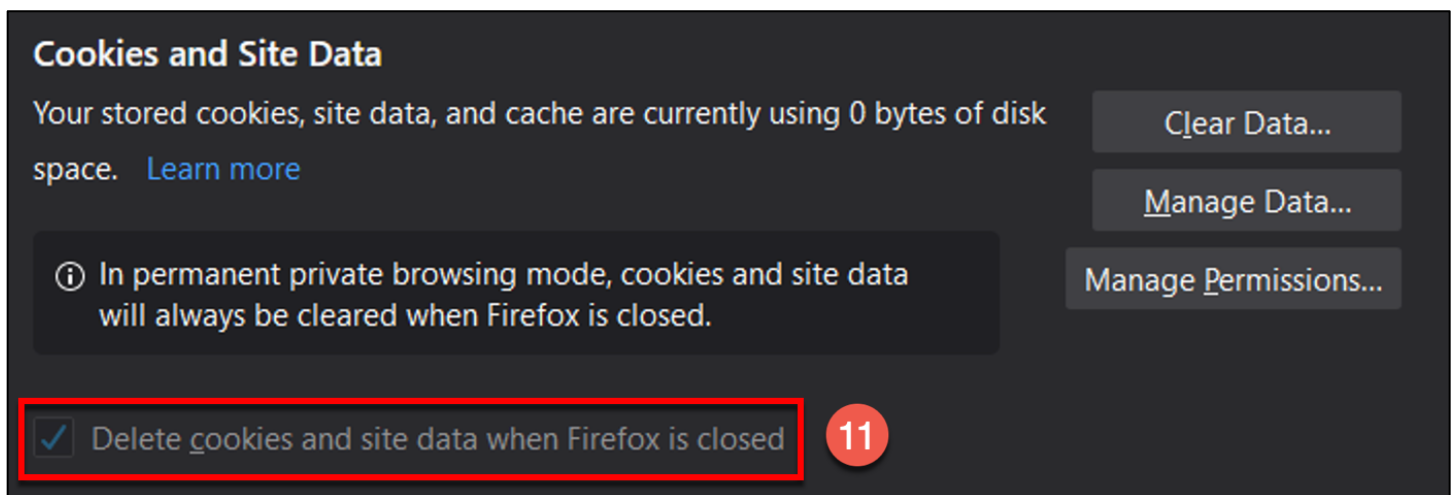 Cookies and Site Data
Your stored cookies, site data, and cache are currently using 0 bytes of disk
space. Learn more
Clear Data...
Manage Data...
Manage Permissions...
In permanent private browsing mode, cookies and site data
will always be cleared when Firefox is closed.
Delete cookies and site data when Firefox is closed
11